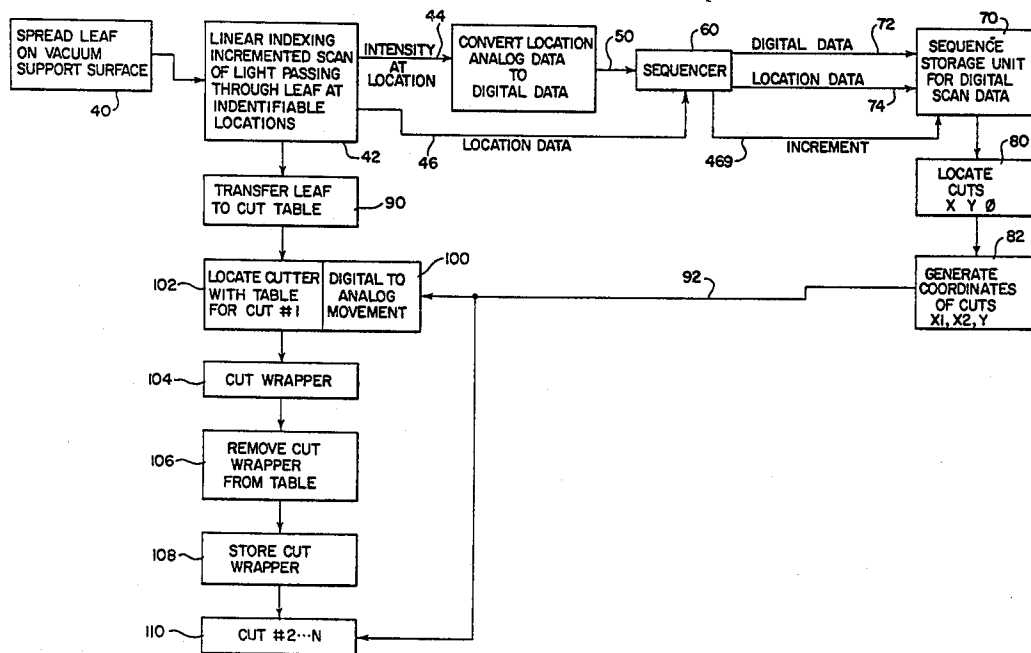 SPREAD LEAF
ON VACUUM
SUPPORT SURFACE
40
LINEAR INDEXING
INCREMENTED SCAN
OF LIGHT PASSING
THROUGH LEAF AT
INDENTIFIABLE
LOCATIONS
42
44
INTENSITY
AT
LOCATION
CONVERT LOCATION
ANALOG DATA
TO
DIGITAL DATA
50
60
SEQUENCER
46
LOCATION DATA
DIGITAL DATA
72
LOCATION DATA
74
469
INCREMENT
70
SEQUENCE
STORAGE UNIT
FOR DIGITAL
SCAN DATA
80
LOCATE
CUTS
X Y Ø
82
GENERATE
COORDINATES
OF CUTS
X1, X2, Y
92
TRANSFER LEAF
TO CUT TABLE
90
100
102
LOCATE CUTTER
WITH TABLE
FOR CUT #1
DIGITAL TO
ANALOG
MOVEMENT
104
CUT WRAPPER
106
REMOVE CUT
WRAPPER
FROM TABLE
108
STORE CUT
WRAPPER
110
CUT #2···N